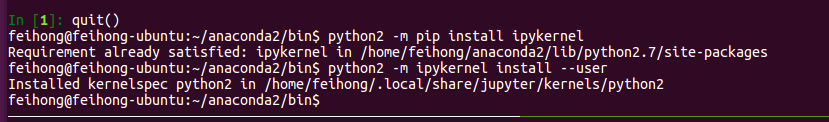 In [1]: quit()
feihong@feihong-ubuntu:~/anaconda2/bin$ python2 -m pip install ipykernel
Requirement already satisfied: ipykernel in /home/feihong/anaconda2/lib/python2.7/site-packages
feihong@feihong-ubuntu:~/anaconda2/bin$ python2 -m ipykernel install --user
Installed kernelspec python2 in /home/feihong/.local/share/jupyter/kernels/python2
feihong@feihong-ubuntu:~/anaconda2/bin$